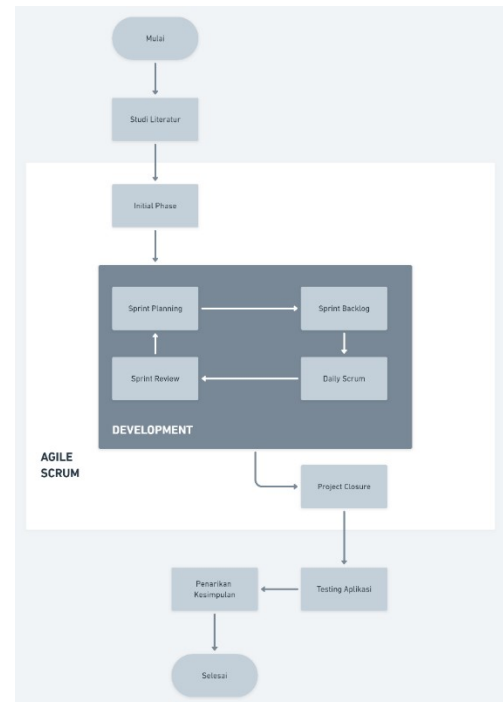 Mulai
Studi Literatur
Initial Phase
Sprint Planning
Sprint Backlog
Sprint Review
Daily Scrum
DEVELOPMENT
AGILE
SCRUM
Project Closure
Penarikan
Kesimpulan
Testing Aplikasi
Selesai